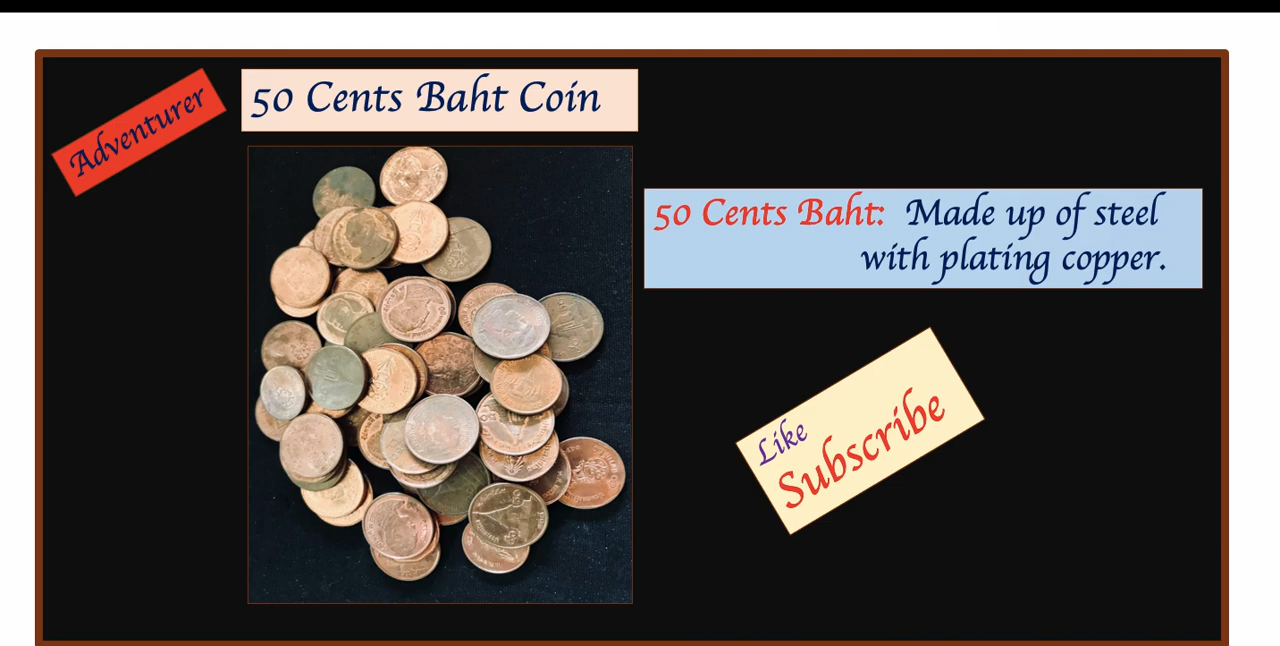 Adventurer
50 Cents Baht Coin
50 Cents Baht: Made up of steel
with plating copper.
Like
Subscribe